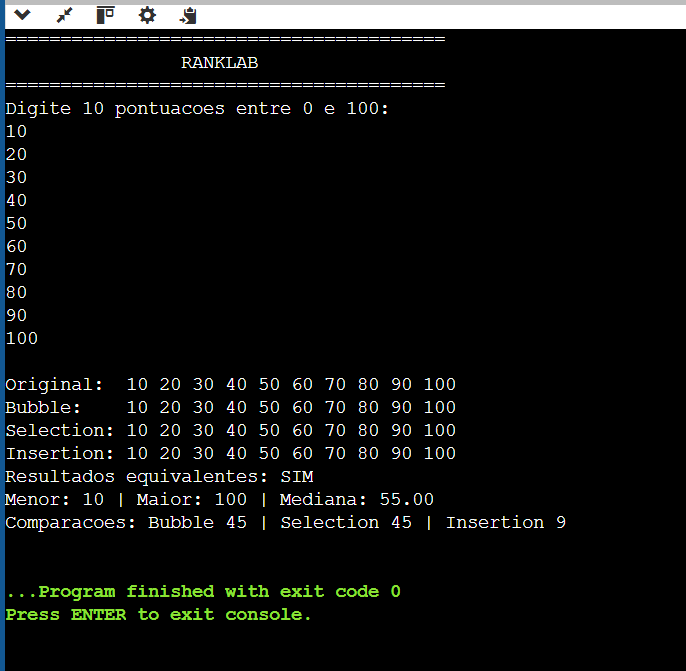 ========================================
RANKLAB
========================================
Digite 10 pontuacoes entre 0 e 100:
10
20
30
40
50
60
70
80
90
100
Original:  10 20 30 40 50 60 70 80 90 100
Bubble:    10 20 30 40 50 60 70 80 90 100
Selection: 10 20 30 40 50 60 70 80 90 100
Insertion: 10 20 30 40 50 60 70 80 90 100
Resultados equivalentes: SIM
Menor: 10 | Maior: 100 | Mediana: 55.00
Comparacoes: Bubble 45 | Selection 45 | Insertion 9
...Program finished with exit code 0
Press ENTER to exit console.